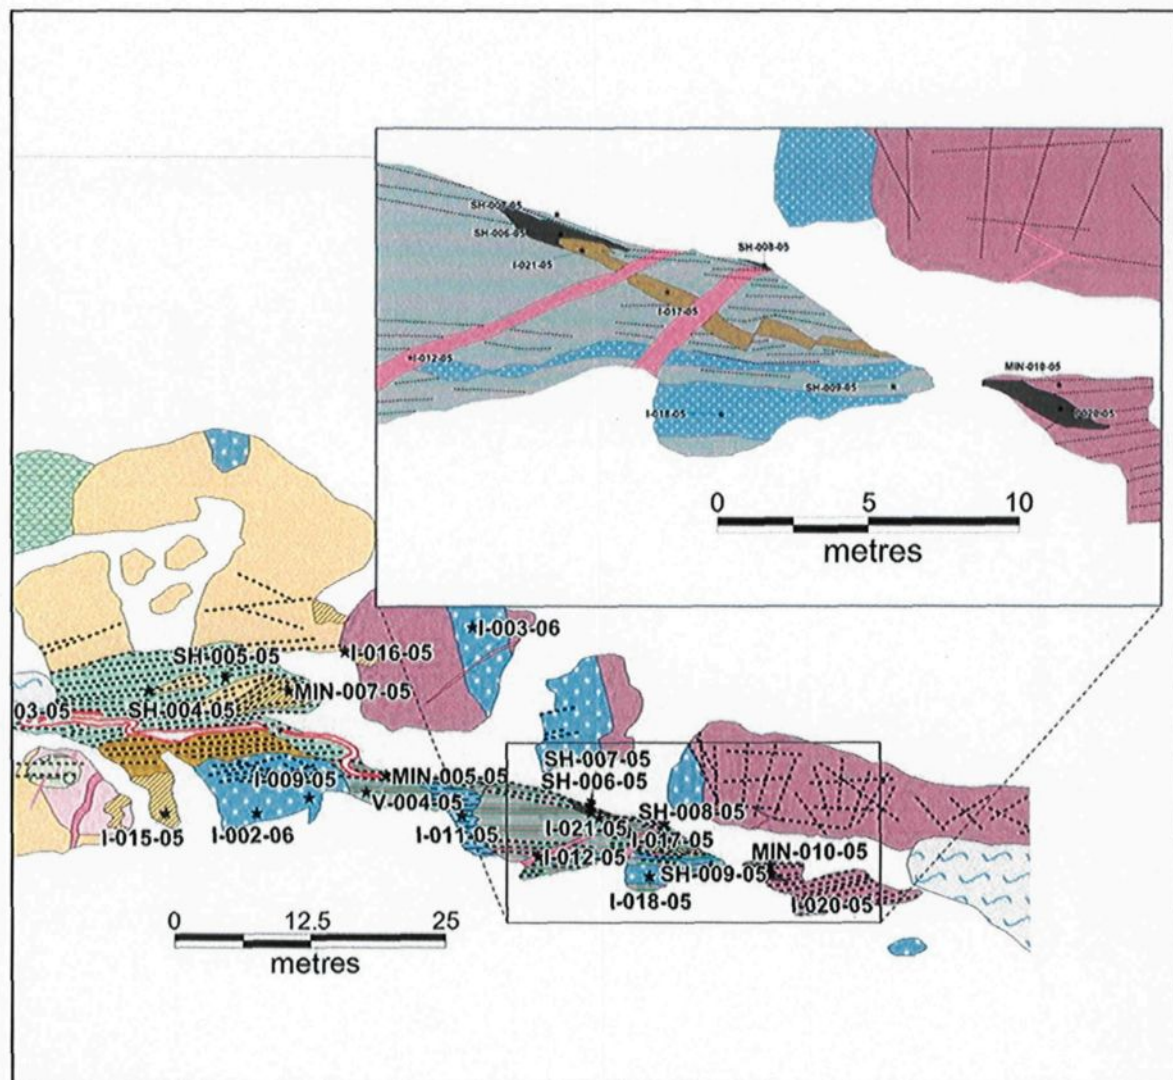 SH-007-05
SH-006-05
I-021-05
SH-008-05
I-017-05
I-012-05
MIN-010-05
SH-009-05
I-018-05
I-020-05
0 5 10
metres
I-003-06
SH-005-05
I-016-05
MIN-007-05
SH-004-05
03-05
SH-007-05
MIN-005-05
SH-006-05
I-009-05
V-004-05
SH-008-05
I-015-05
I-002-06
I-011-05
I-021-05
I-017-05
I-012-05
MIN-010-05
SH-009-05
I-018-05
I-020-05
0 12.5 25
metres